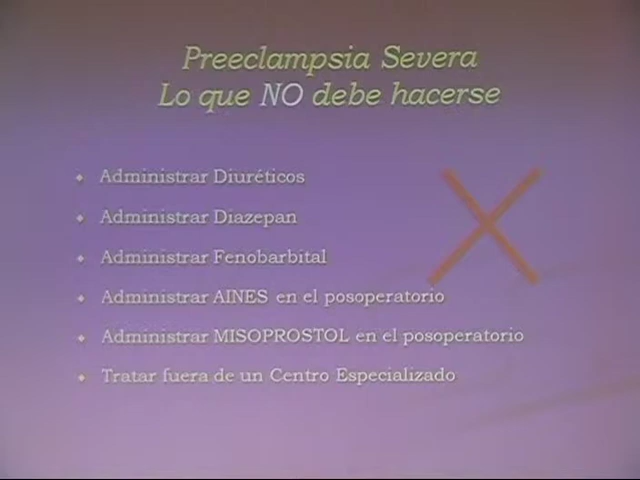 Preeclampsia Severa
Lo que NO debe hacerse
Administrar Diuréticos
Administrar Diazepan
Administrar Fenobarbital
Administrar AINES en el posoperatorio
Administrar MISOPROSTOL en el posoperatorio
Tratar fuera de un Centro Especializado